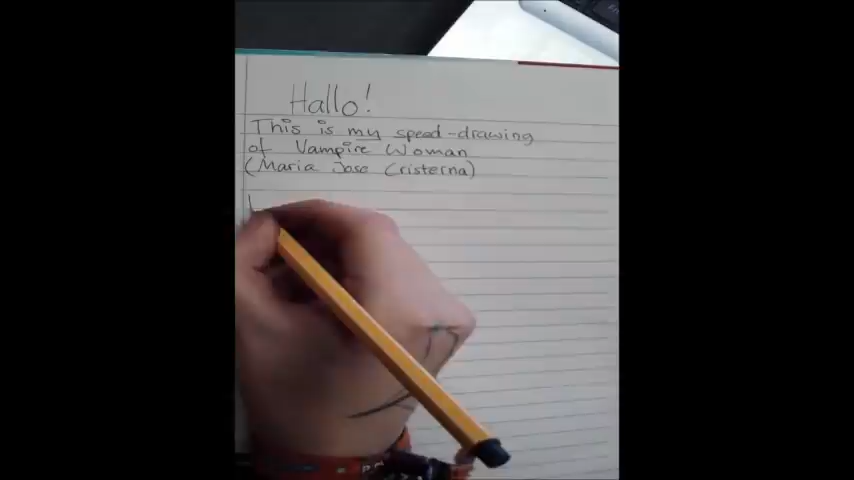 Hallo!
This is my speed-drawing
of Vampire Woman
(Maria Jose Cristerna)